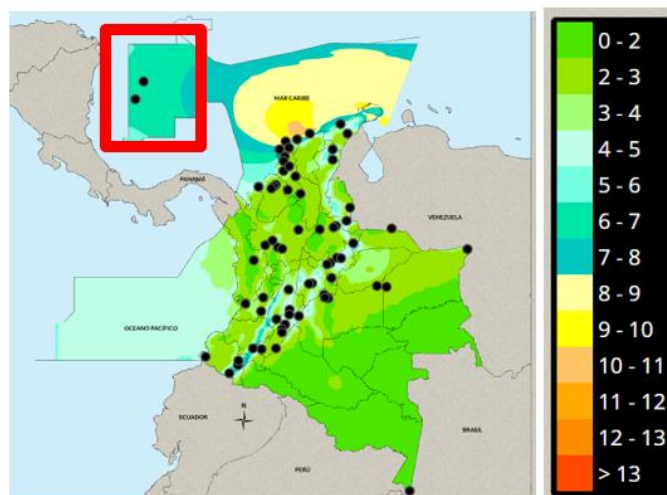 MAR CARIBE
PANAMÁ
VENEZUELA
OCEANO PACÍFICO
ECUADOR
N
BRASIL
PERÚ
0 - 2
2 - 3
3 - 4
4 - 5
5 - 6
6 - 7
7 - 8
8 - 9
9 - 10
10 - 11
11 - 12
12 - 13
> 13